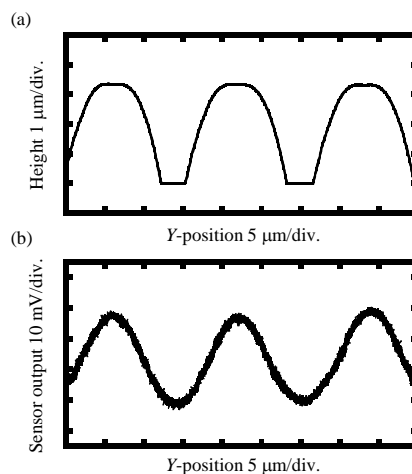 (a)
Height 1 μm/div.
Y-position 5 μm/div.
(b)
Sensor output 10 mV/div.
Y-position 5 μm/div.